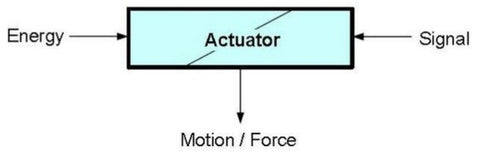 Energy
Actuator
Signal
Motion / Force